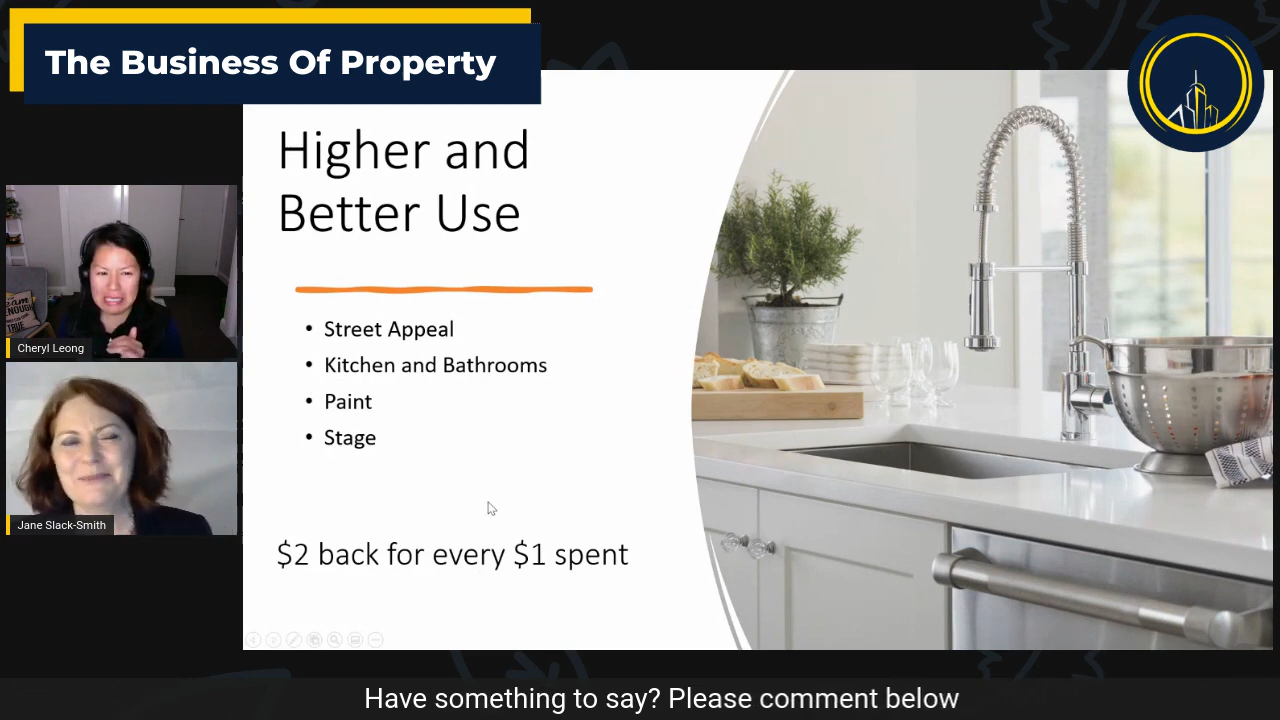 The Business Of Property
Higher and
Better Use
• Street Appeal
• Kitchen and Bathrooms
• Paint
• Stage
$2 back for every $1 spent
Cheryl Leong
Jane Slack-Smith
Have something to say? Please comment below